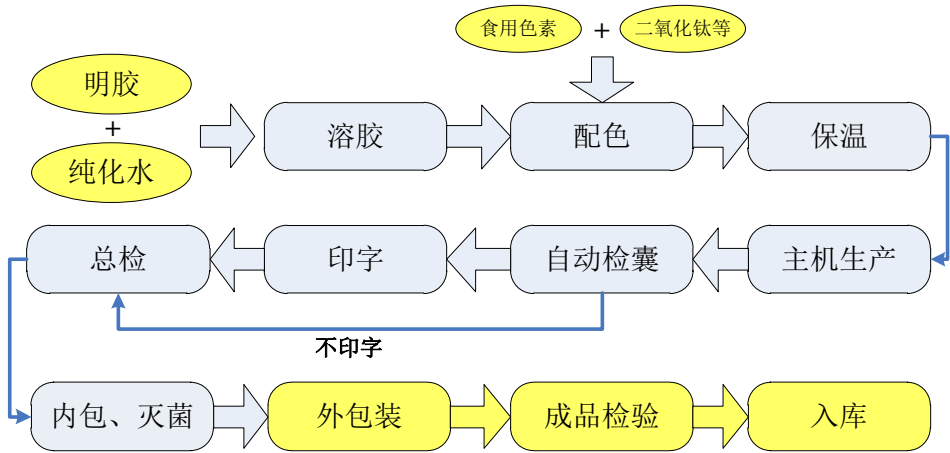 食用色素
+
二氧化钛等
明胶
+
纯化水
溶胶
配色
保温
总检
印字
自动检囊
主机生产
不印字
内包、灭菌
外包装
成品检验
入库